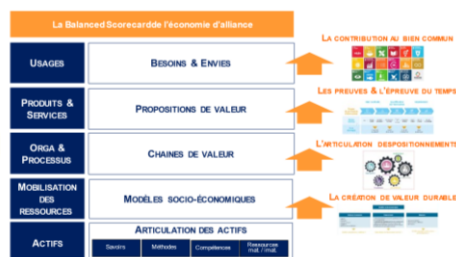 La Balanced Scorecardde l'économie d'alliance
LA CONTRIBUTION AU BIEN COMMUN
USAGES
BESOINS & ENVIES
LES PREUVES & L'ÉPREUVE DU TEMPS
PRODUITS &
SERVICES
PROPOSITIONS DE VALEUR
L'ARTICULATION DESPOSITIONNEMENTS
ORGA &
PROCESSUS
CHAINES DE VALEUR
MOBILISATION
DES
RESSOURCES
MODÈLES SOCIO-ÉCONOMIQUES
LA CRÉATION DE VALEUR DURABLE
ACTIFS
ARTICULATION DES ACTIFS
Savoirs
Méthodes
Compétences
Ressources
mat. / imat.